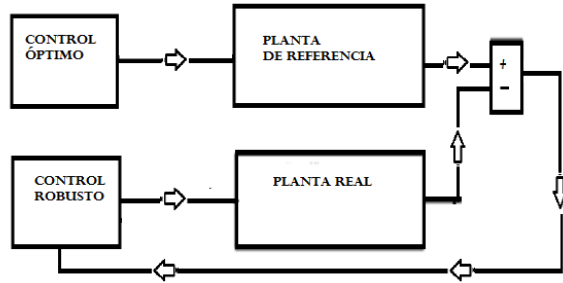 CONTROL
ÓPTIMO
PLANTA
DE REFERENCIA
+
−
CONTROL
ROBUSTO
PLANTA REAL